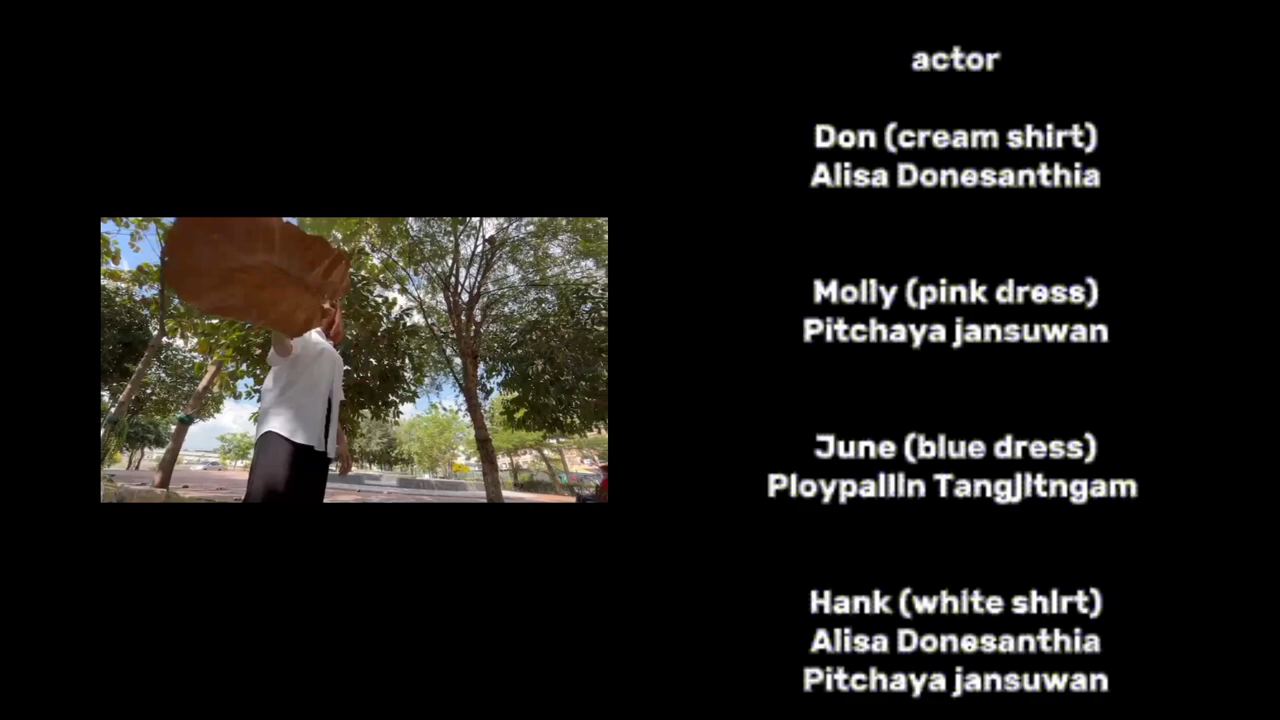 actor
Don (cream shirt)
Alisa Donesanthia
Molly (pink dress)
Pitchaya jansuwan
June (blue dress)
Ploypailin Tangjitngam
Hank (white shirt)
Alisa Donesanthia
Pitchaya jansuwan